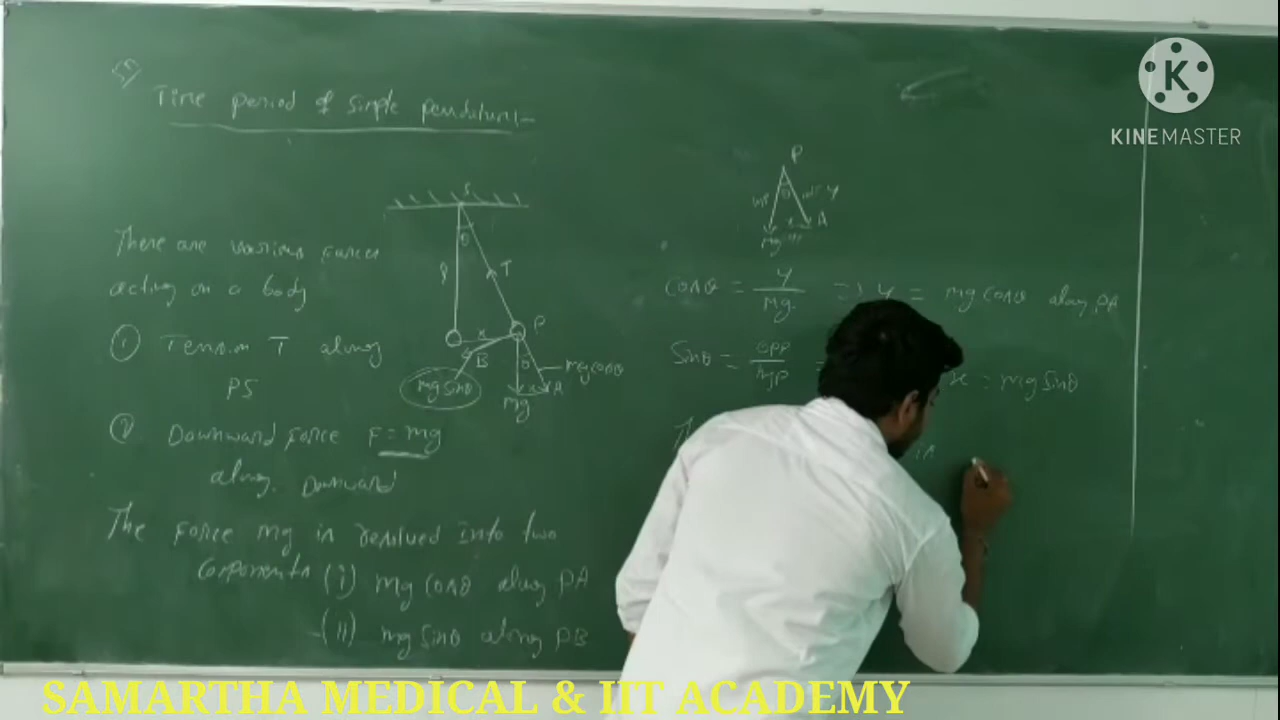 5)
Time period of simple pendulum:-
There are various forces
acting on a body
① Tension T along
PS
② Downward force F = mg
along Downward
The force mg is resolved into two
Components (i) mg cosθ along PA
(ii) mg sinθ along PB
S
θ
T
P
x
B
θ
mg cosθ
mg sinθ
x
A
mg
P
θ
hyp
y
x
A
mg
cosθ = y/mg => y = mg cosθ along PA
sinθ = opp/hyp x = mg sinθ
KINEMASTER
SAMARTHA MEDICAL & IIT ACADEMY